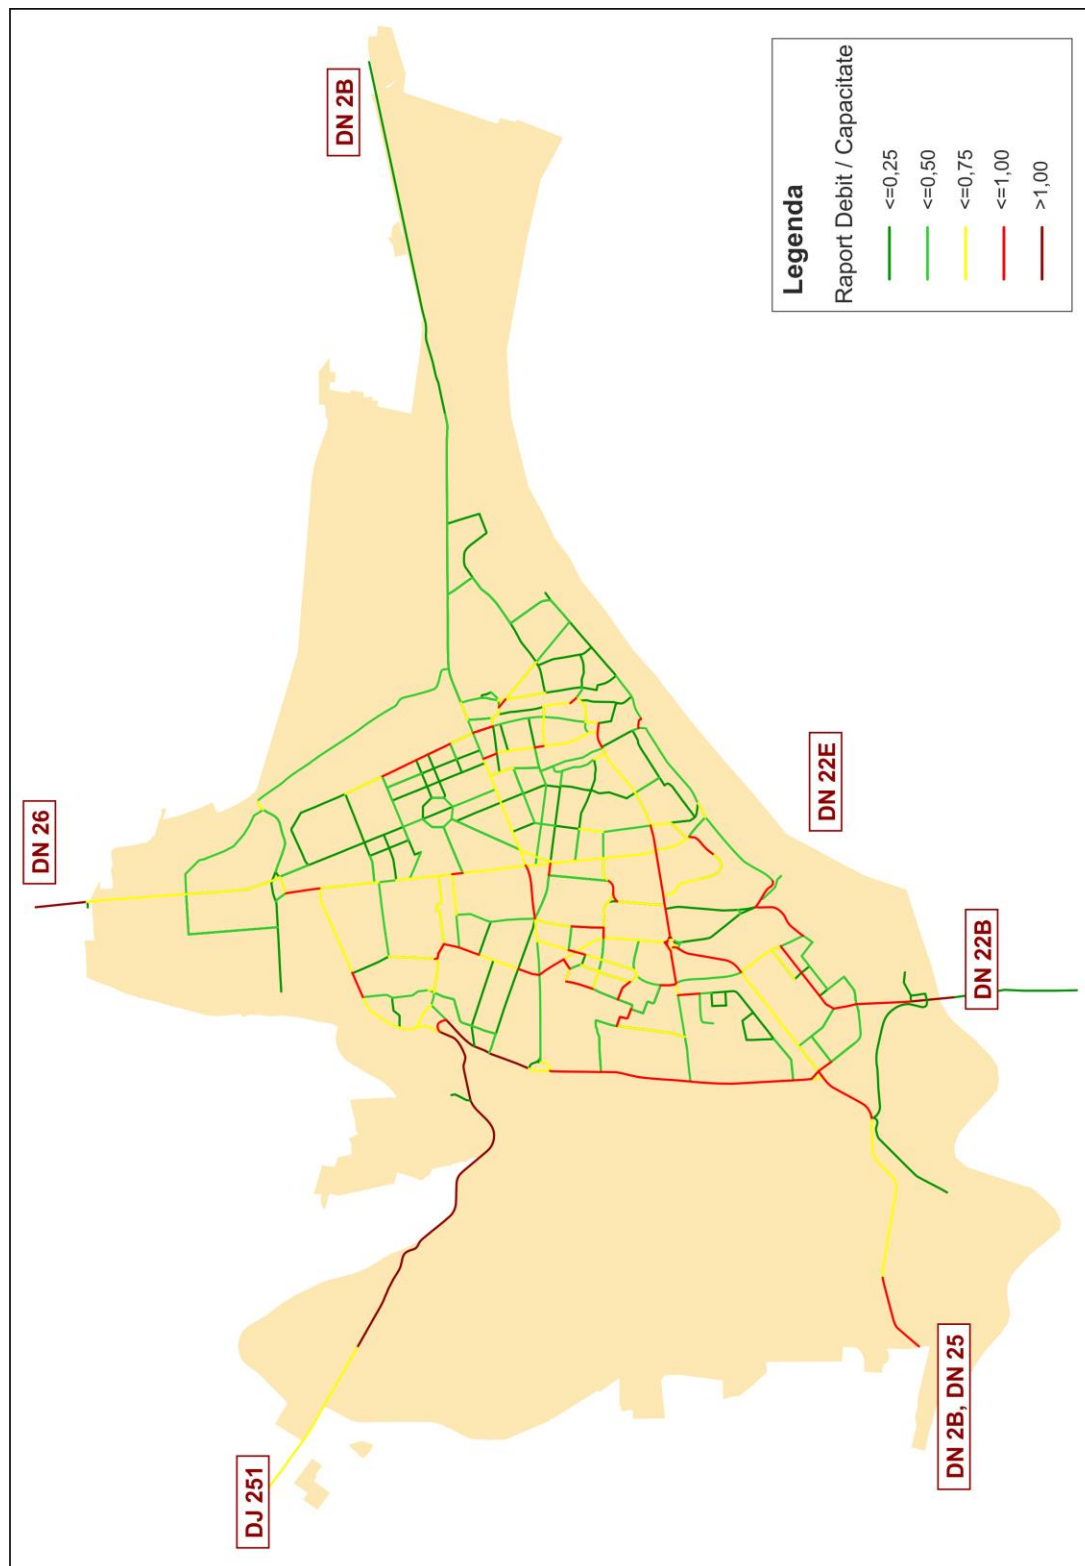 DN 26
DN 2B
DN 22E
DN 22B
DJ 251
DN 2B, DN 25
Legenda
Raport Debit / Capacitate
<=0,25
<=0,50
<=0,75
<=1,00
>1,00